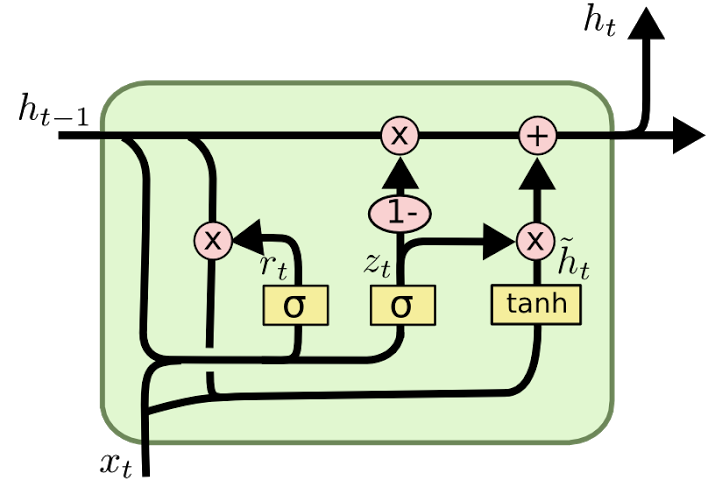 h_t
h_{t-1}
x
+
1-
x
r_t
z_t
x
h̃_t
σ
σ
tanh
x_t